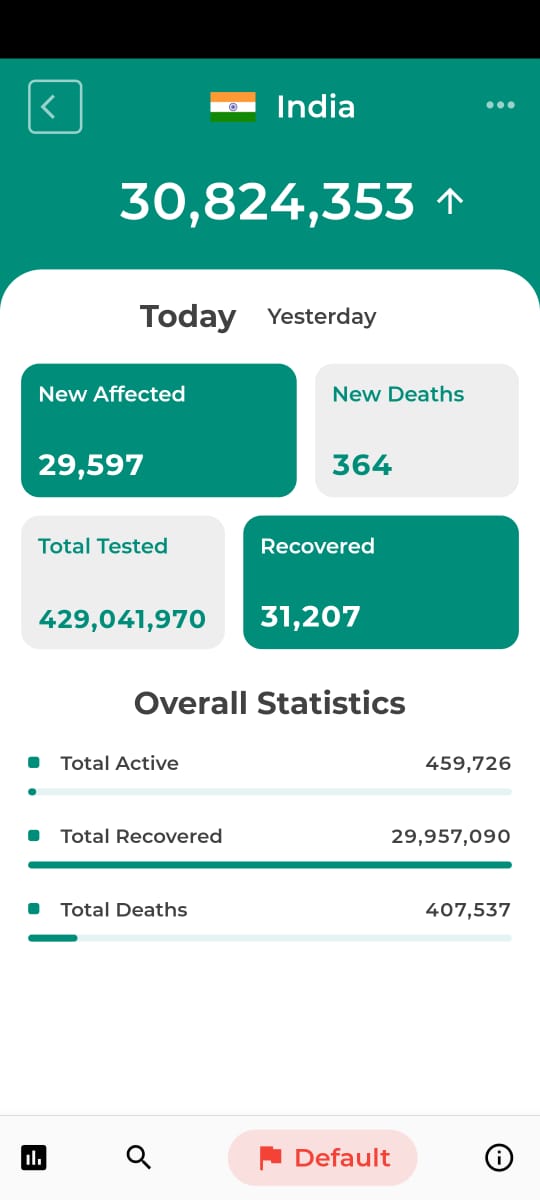 India
30,824,353
Today Yesterday
New Affected New Deaths
29,597 364
Total Tested Recovered
429,041,970 31,207
Overall Statistics
Total Active 459,726
Total Recovered 29,957,090
Total Deaths 407,537
Default